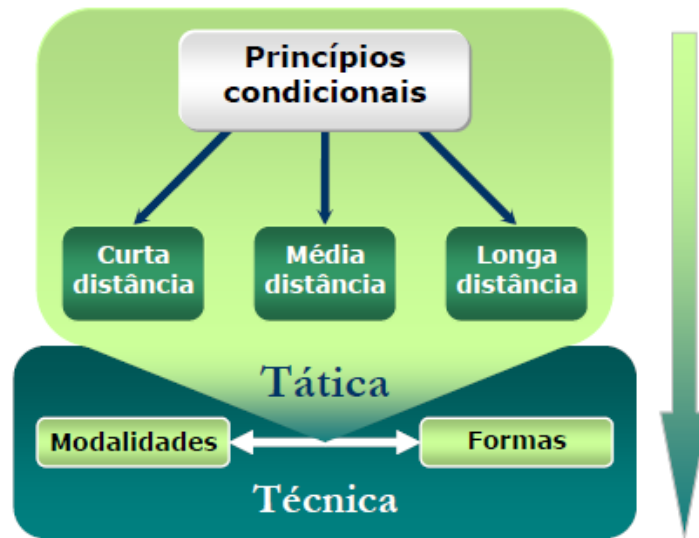 Princípios
condicionais
Curta
distância
Média
distância
Longa
distância
Tática
Modalidades
Formas
Técnica